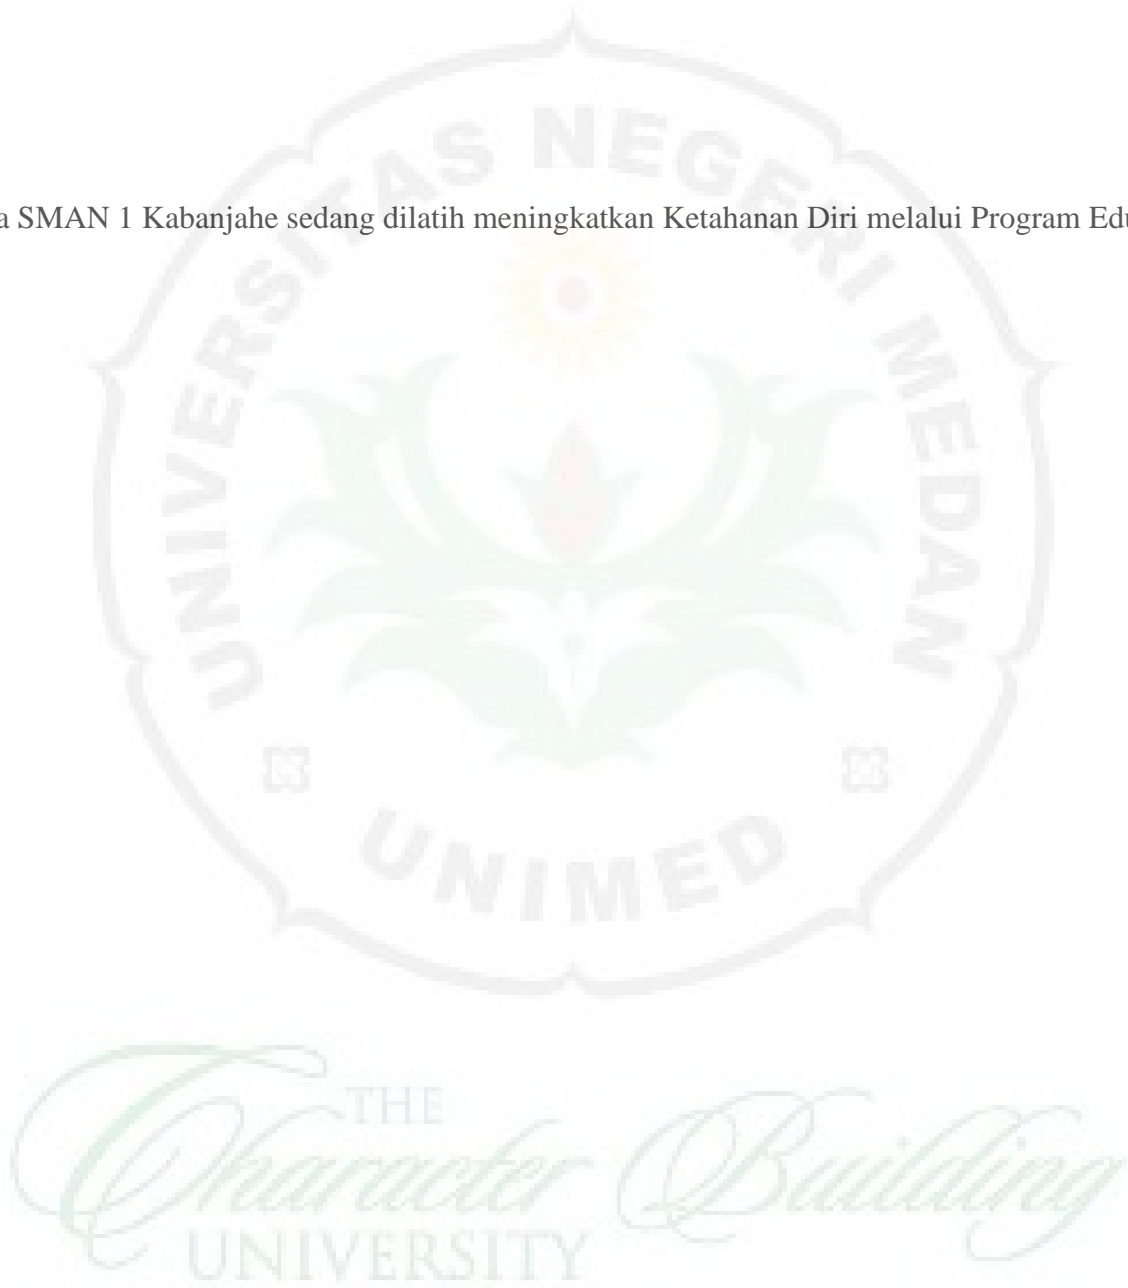 a SMAN 1 Kabanjahe sedang dilatih meningkatkan Ketahanan Diri melalui Program Edu
UNIVERSITAS NEGERI MEDAN
UNIMED
THE
Character Building
UNIVERSITY